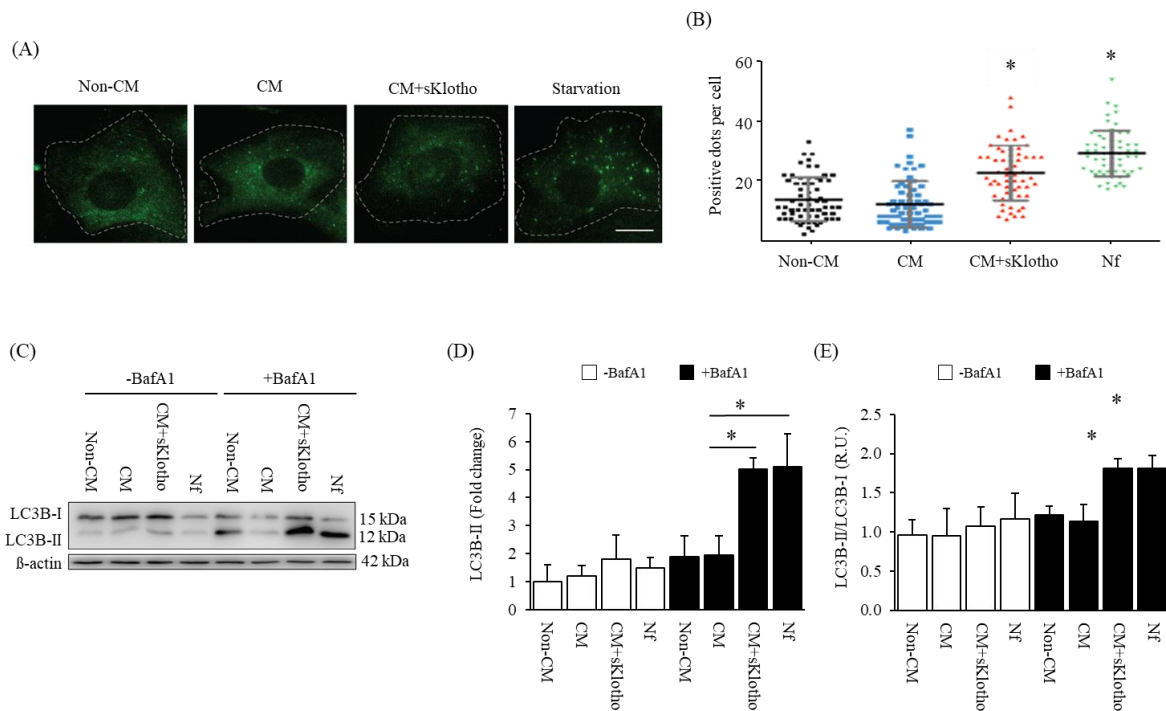 (A)
Non-CM
CM
CM+sKlotho
Starvation
(B)
*
*
Positive dots per cell
60
40
20
Non-CM
CM
CM+sKlotho
Nf
(C)
-BafA1
+BafA1
Non-CM
CM
CM+sKlotho
Nf
Non-CM
CM
CM+sKlotho
Nf
LC3B-I
15 kDa
LC3B-II
12 kDa
ß-actin
42 kDa
(D)
-BafA1
+BafA1
*
*
LC3B-II (Fold change)
7
6
5
4
3
2
1
0
Non-CM
CM
CM+sKlotho
Nf
Non-CM
CM
CM+sKlotho
Nf
(E)
-BafA1
+BafA1
*
*
LC3B-II/LC3B-I (R.U.)
2.5
2.0
1.5
1.0
0.5
0.0
Non-CM
CM
CM+sKlotho
Nf
Non-CM
CM
CM+sKlotho
Nf